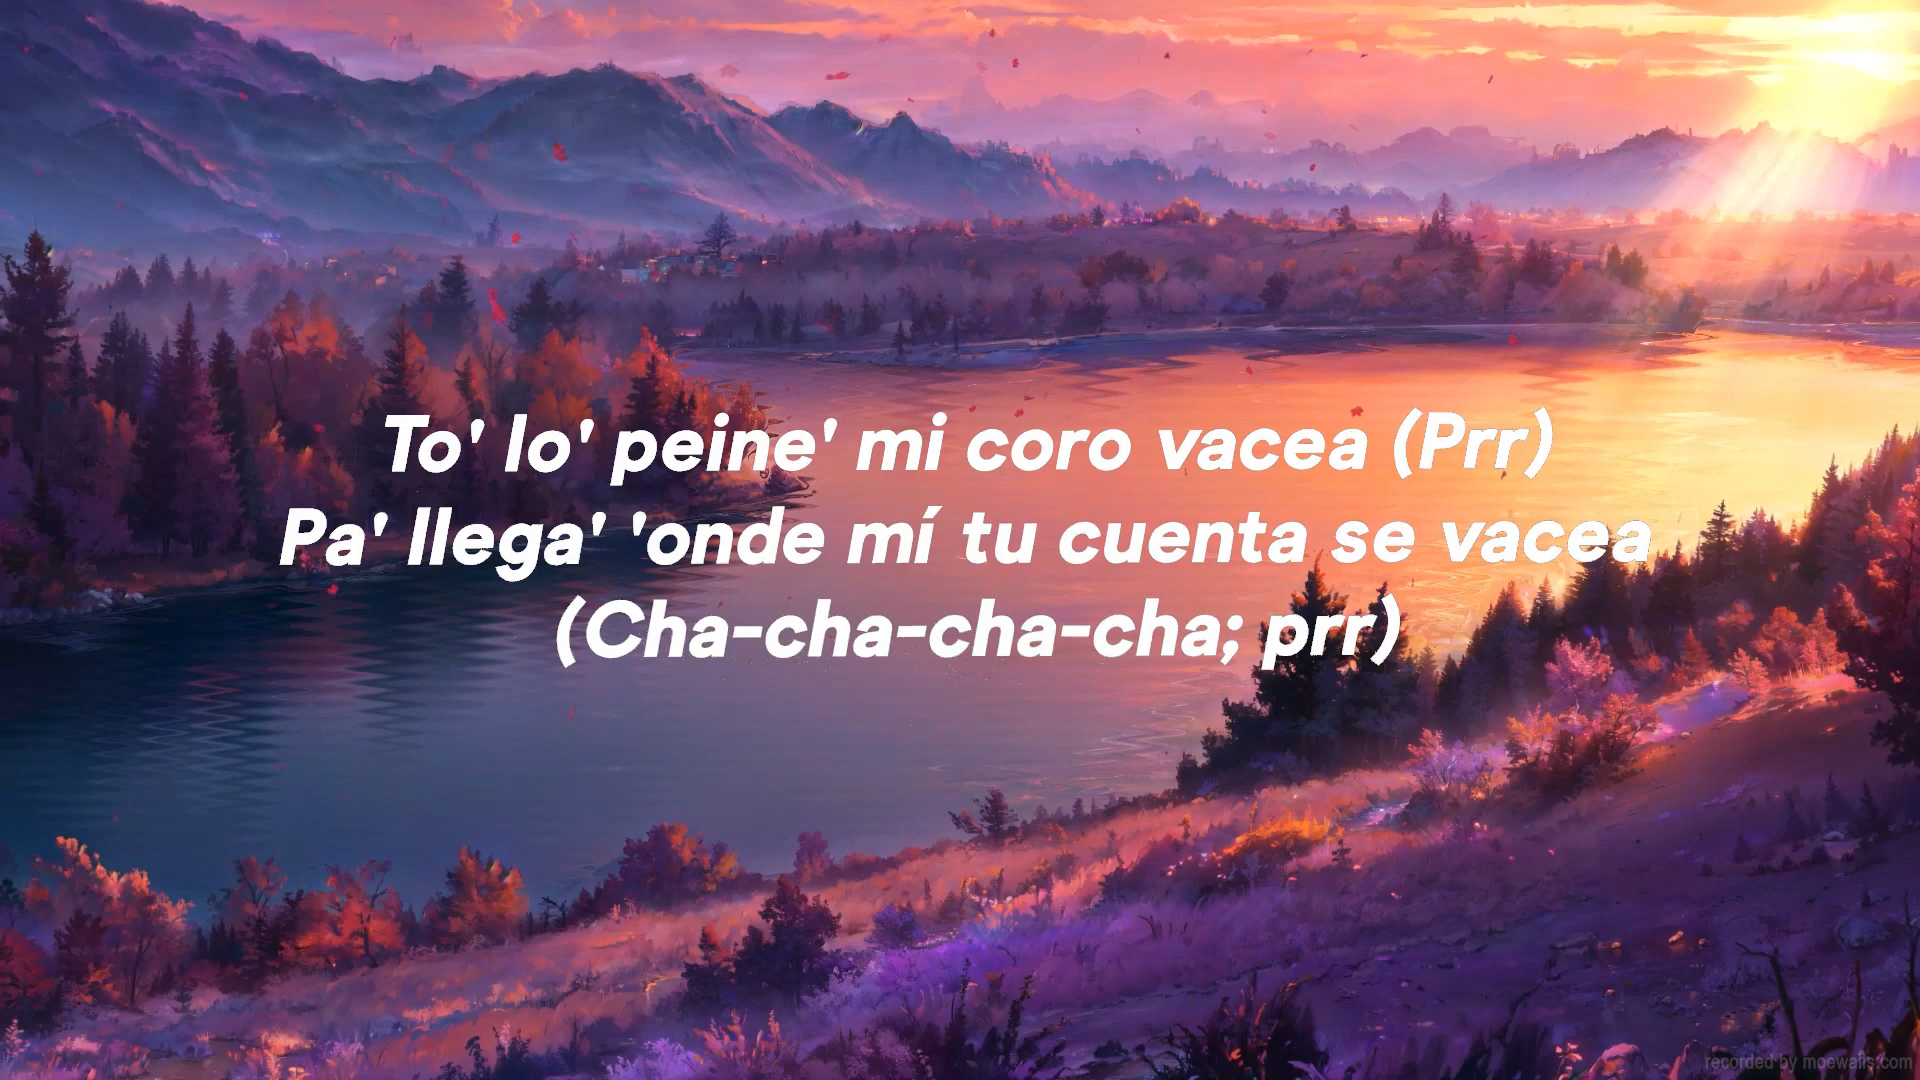 To' lo' peine' mi coro vacea (Prr)
Pa' llega' 'onde mí tu cuenta se vacea
(Cha-cha-cha-cha; prr)
recorded by moewalls.com